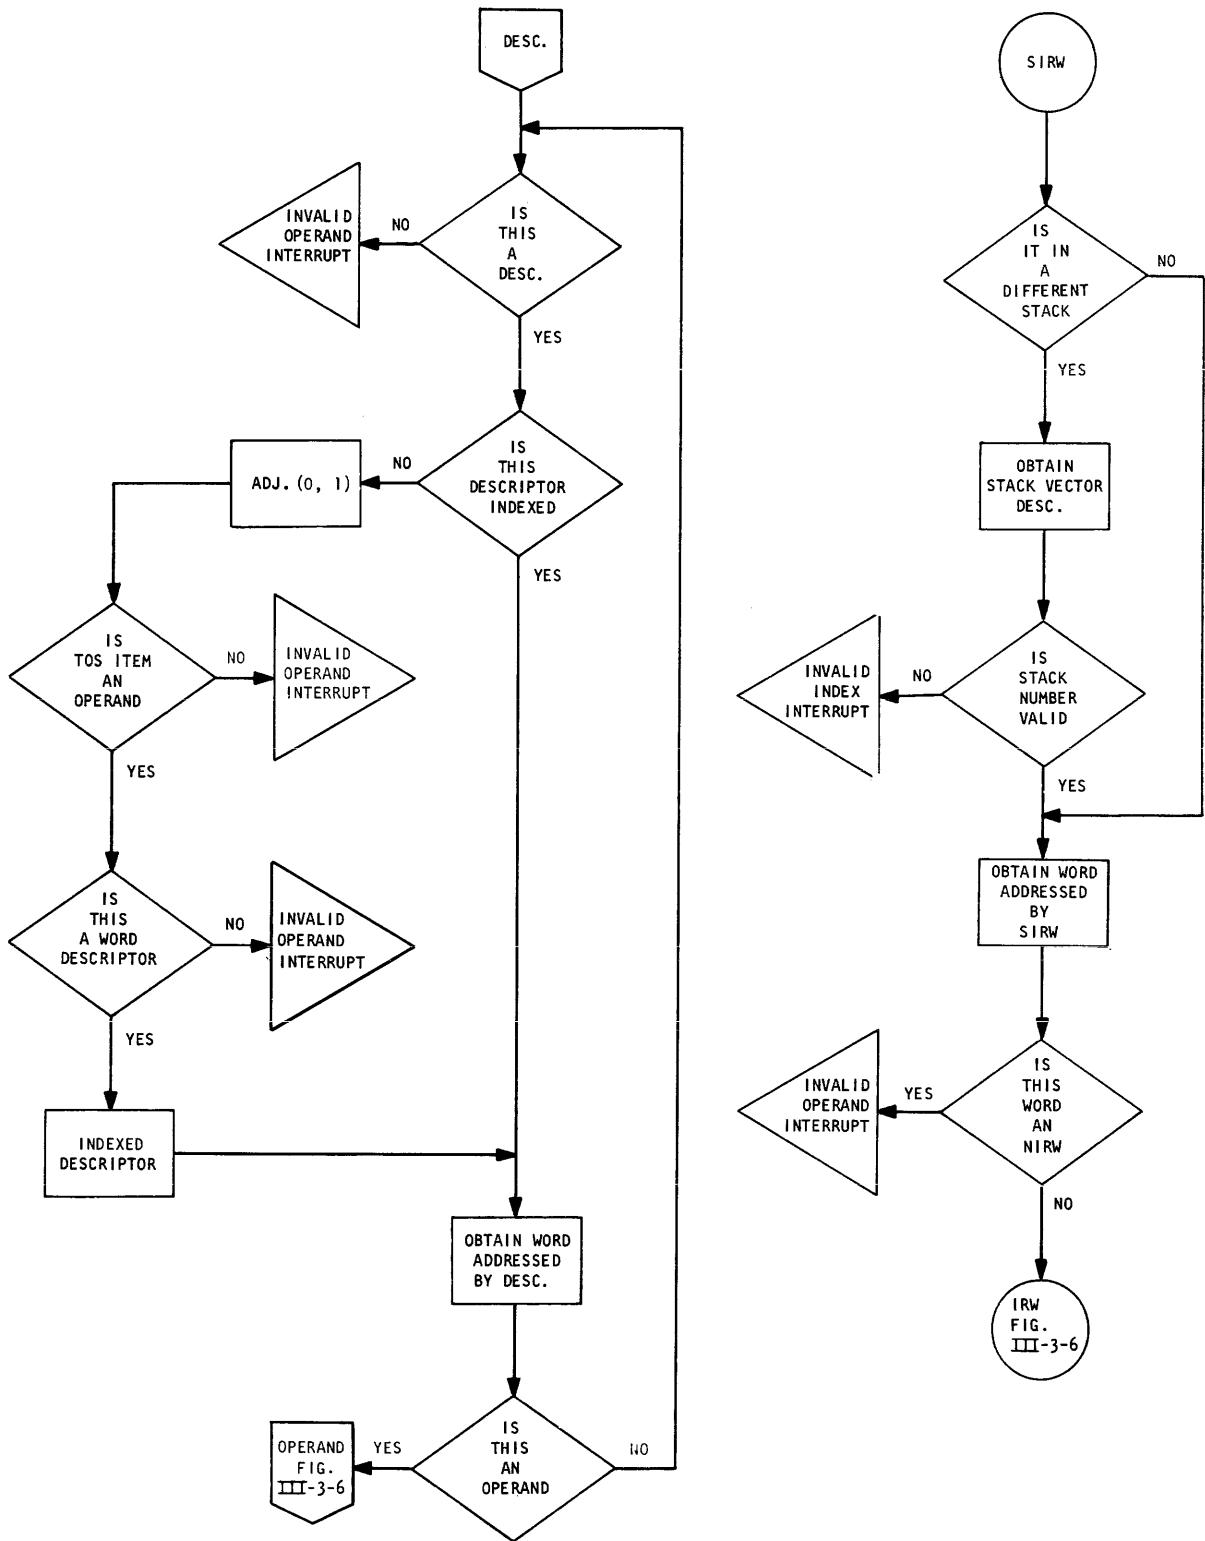 DESC.
IS
THIS
A
DESC.
NO
INVALID
OPERAND
INTERRUPT
YES
IS
THIS
DESCRIPTOR
INDEXED
NO
ADJ. (0, 1)
YES
IS
TOS ITEM
AN
OPERAND
NO
INVALID
OPERAND
INTERRUPT
YES
IS
THIS
A WORD
DESCRIPTOR
NO
INVALID
OPERAND
INTERRUPT
YES
INDEXED
DESCRIPTOR
OBTAIN WORD
ADDRESSED
BY DESC.
IS
THIS
AN
OPERAND
NO
YES
OPERAND
FIG.
III-3-6
SIRW
IS
IT IN
A
DIFFERENT
STACK
NO
YES
OBTAIN
STACK VECTOR
DESC.
IS
STACK
NUMBER
VALID
NO
INVALID
INDEX
INTERRUPT
YES
OBTAIN WORD
ADDRESSED
BY
SIRW
IS
THIS
WORD
AN
NIRW
YES
INVALID
OPERAND
INTERRUPT
NO
IRW
FIG.
III-3-6